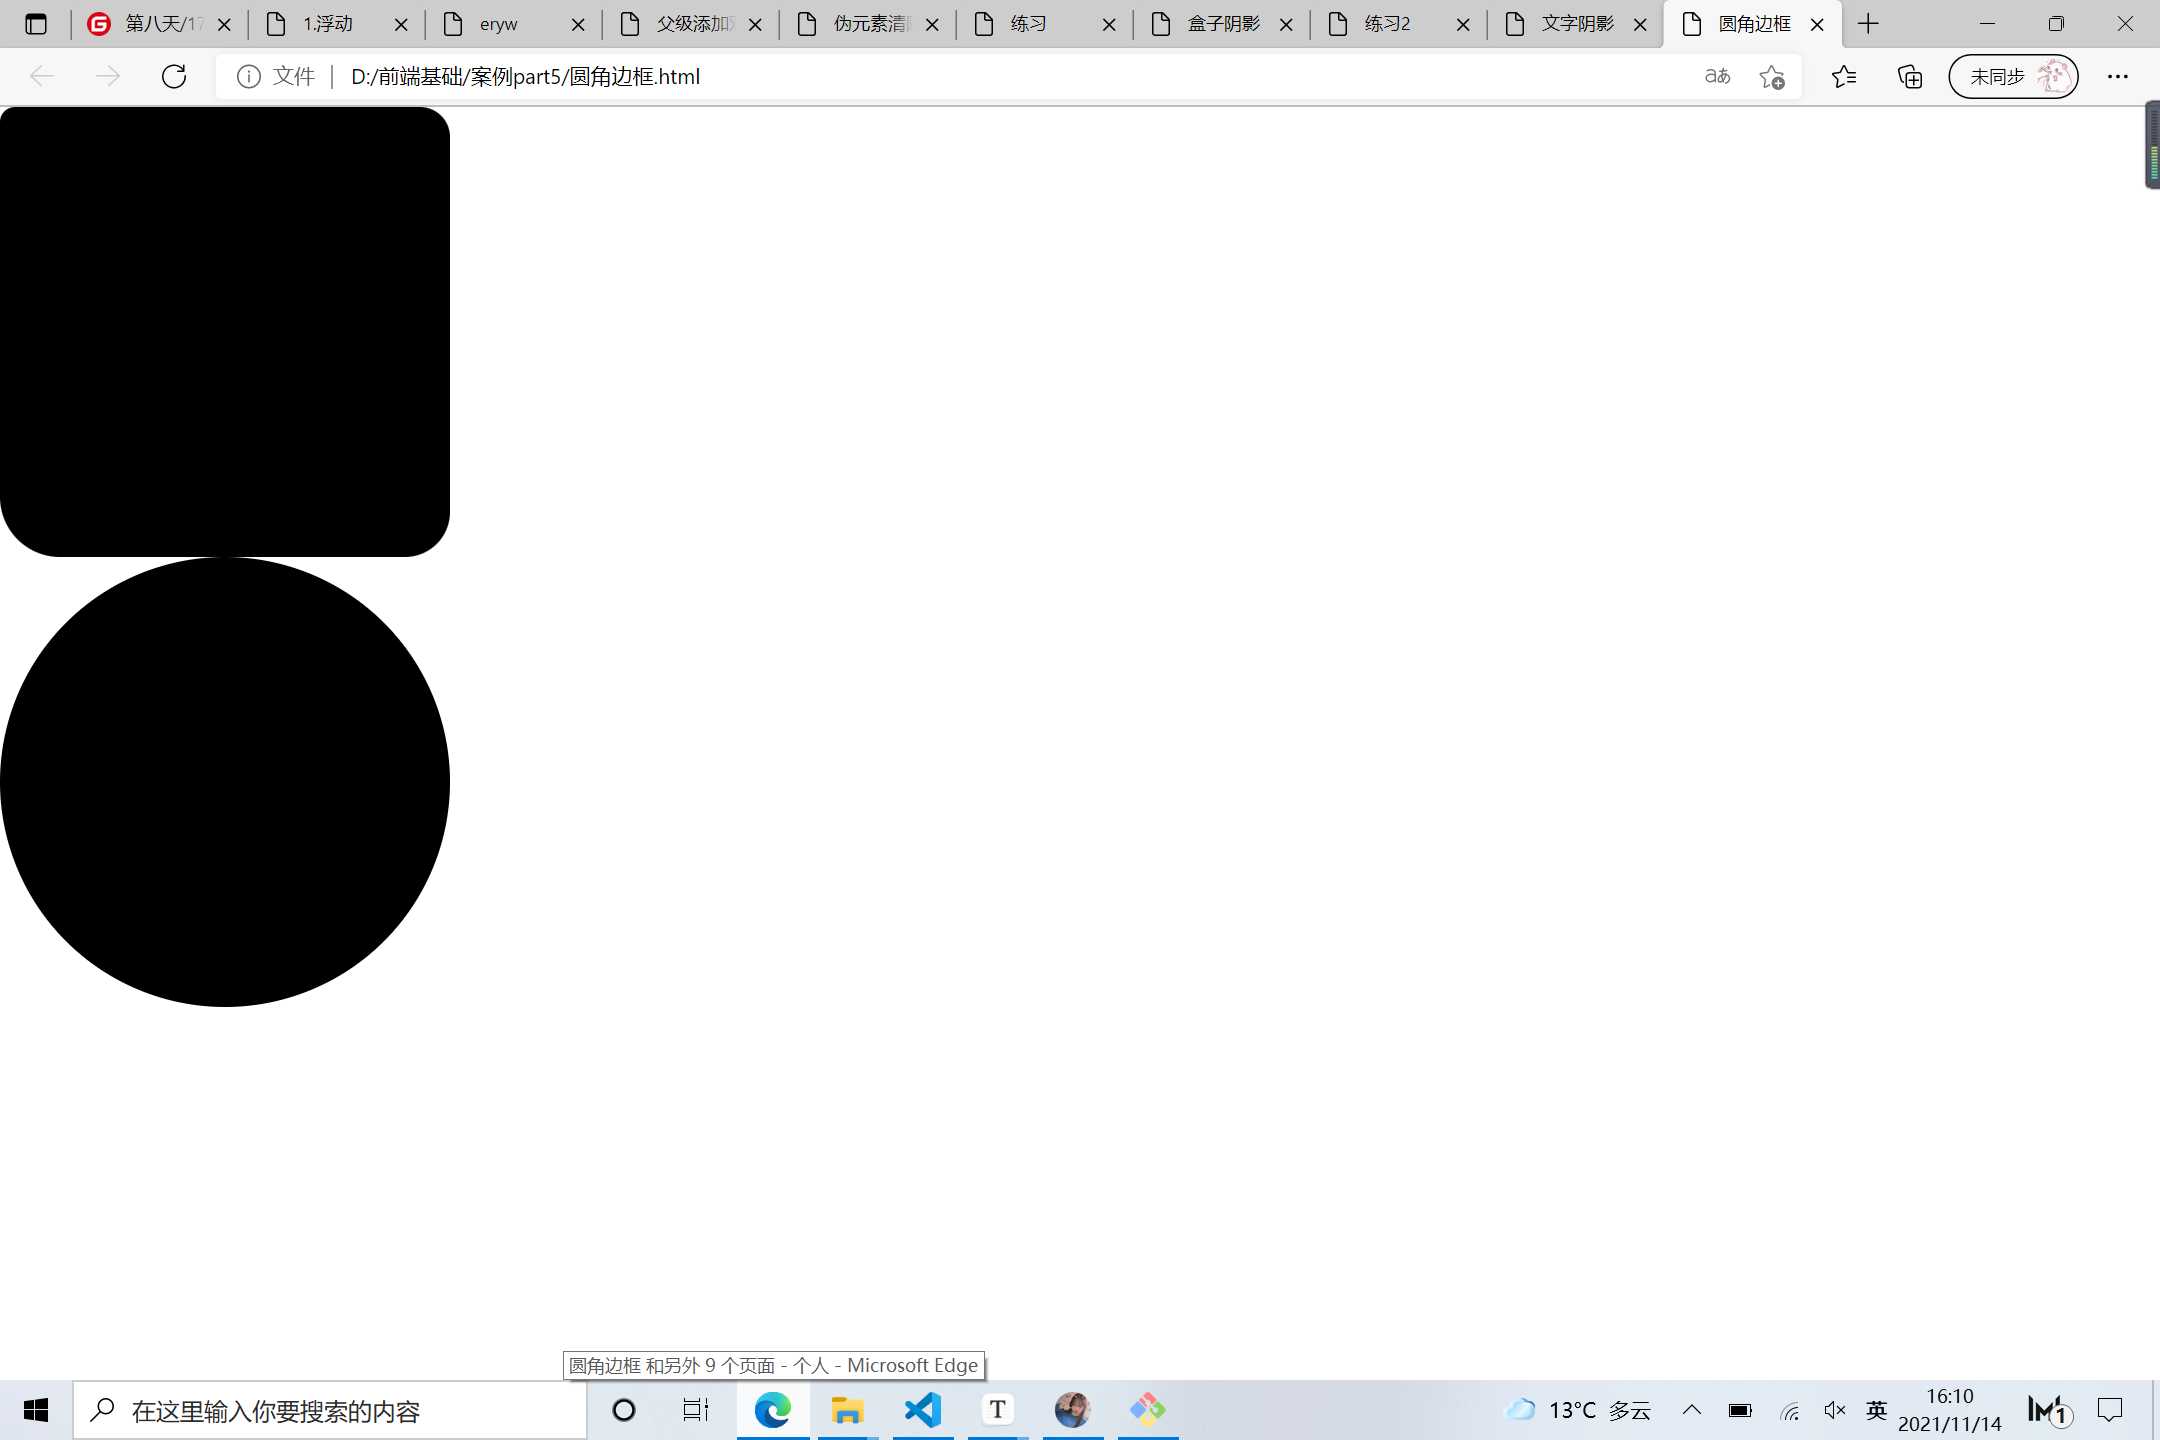 第八天/17
1.浮动
eryw
父级添加
伪元素清
练习
盒子阴影
练习2
文字阴影
圆角边框
文件
D:/前端基础/案例part5/圆角边框.html
aあ
未同步
圆角边框 和另外 9 个页面 - 个人 - Microsoft Edge
在这里输入你要搜索的内容
T
13°C 多云
英
16:10
2021/11/14
1